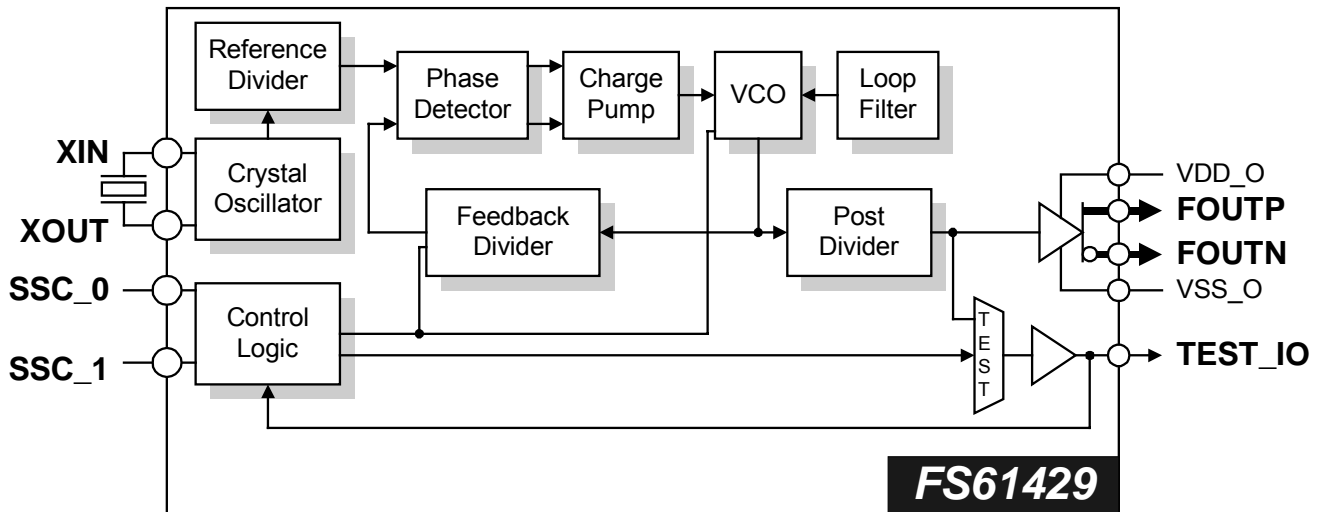 Reference
Divider
Phase
Detector
Charge
Pump
VCO
Loop
Filter
XIN
XOUT
Crystal
Oscillator
Feedback
Divider
Post
Divider
VDD_O
FOUTP
FOUTN
VSS_O
SSC_0
SSC_1
Control
Logic
TEST
TEST_IO
FS61429